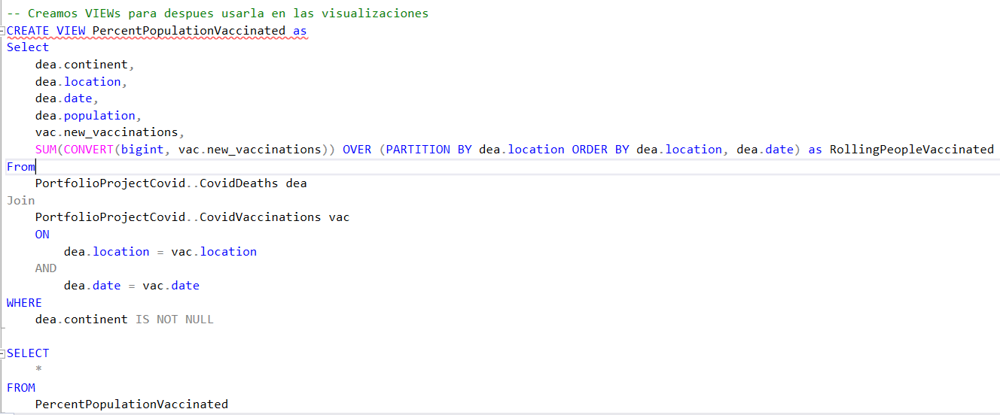 -- Creamos VIEWs para despues usarla en las visualizaciones
CREATE VIEW PercentPopulationVaccinated as
Select
    dea.continent,
    dea.location,
    dea.date,
    dea.population,
    vac.new_vaccinations,
    SUM(CONVERT(bigint, vac.new_vaccinations)) OVER (PARTITION BY dea.location ORDER BY dea.location, dea.date) as RollingPeopleVaccinated
From
    PortfolioProjectCovid..CovidDeaths dea
Join
    PortfolioProjectCovid..CovidVaccinations vac
    ON
        dea.location = vac.location
    AND
        dea.date = vac.date
WHERE
    dea.continent IS NOT NULL
SELECT
    *
FROM
    PercentPopulationVaccinated